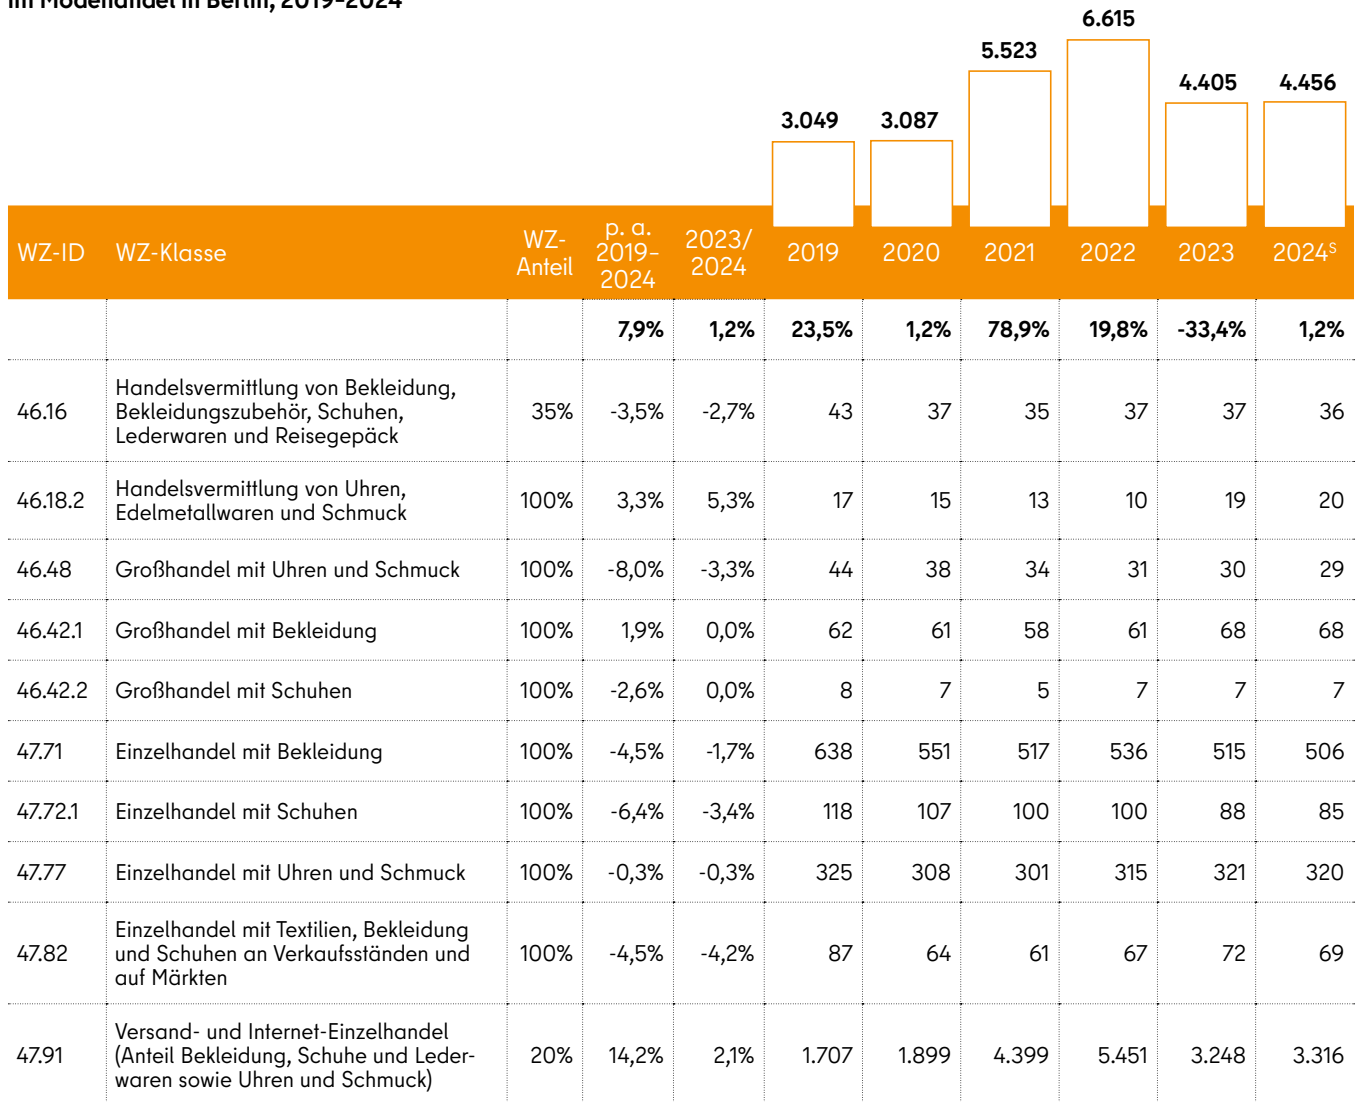 im Modehandel in Berlin, 2019–2024
6.615
5.523
4.405 4.456
3.049 3.087
WZ-ID WZ-Klasse WZ-Anteil p. a. 2019–2024 2023/2024 2019 2020 2021 2022 2023 2024ˢ
7,9% 1,2% 23,5% 1,2% 78,9% 19,8% -33,4% 1,2%
Handelsvermittlung von Bekleidung,
46.16 Bekleidungszubehör, Schuhen, 35% -3,5% -2,7% 43 37 35 37 37 36
Lederwaren und Reisegepäck
46.18.2 Handelsvermittlung von Uhren, 100% 3,3% 5,3% 17 15 13 10 19 20
Edelmetallwaren und Schmuck
46.48 Großhandel mit Uhren und Schmuck 100% -8,0% -3,3% 44 38 34 31 30 29
46.42.1 Großhandel mit Bekleidung 100% 1,9% 0,0% 62 61 58 61 68 68
46.42.2 Großhandel mit Schuhen 100% -2,6% 0,0% 8 7 5 7 7 7
47.71 Einzelhandel mit Bekleidung 100% -4,5% -1,7% 638 551 517 536 515 506
47.72.1 Einzelhandel mit Schuhen 100% -6,4% -3,4% 118 107 100 100 88 85
47.77 Einzelhandel mit Uhren und Schmuck 100% -0,3% -0,3% 325 308 301 315 321 320
Einzelhandel mit Textilien, Bekleidung
47.82 und Schuhen an Verkaufsständen und 100% -4,5% -4,2% 87 64 61 67 72 69
auf Märkten
Versand- und Internet-Einzelhandel
47.91 (Anteil Bekleidung, Schuhe und Leder- 20% 14,2% 2,1% 1.707 1.899 4.399 5.451 3.248 3.316
waren sowie Uhren und Schmuck)